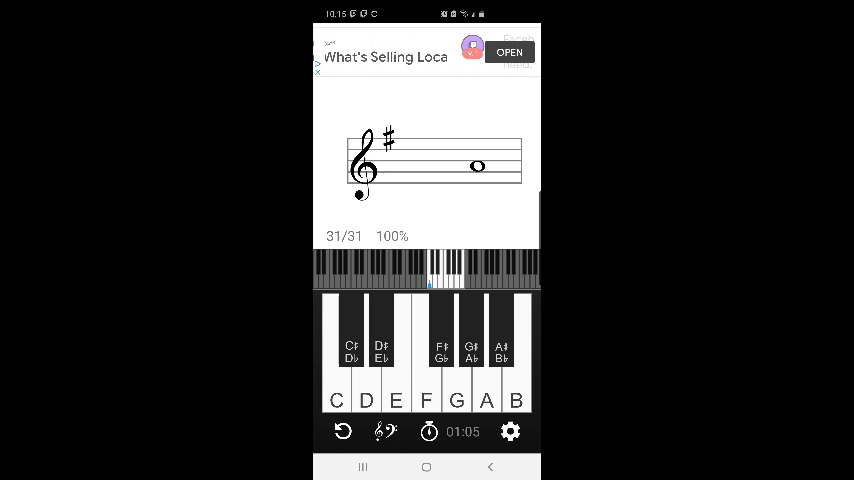 10.15
What's Selling Loca
OPEN
31/31 100%
C♯ D♯ F♯ G♯ A♯
D♭ E♭ G♭ A♭ B♭
C D E F G A B
01:05